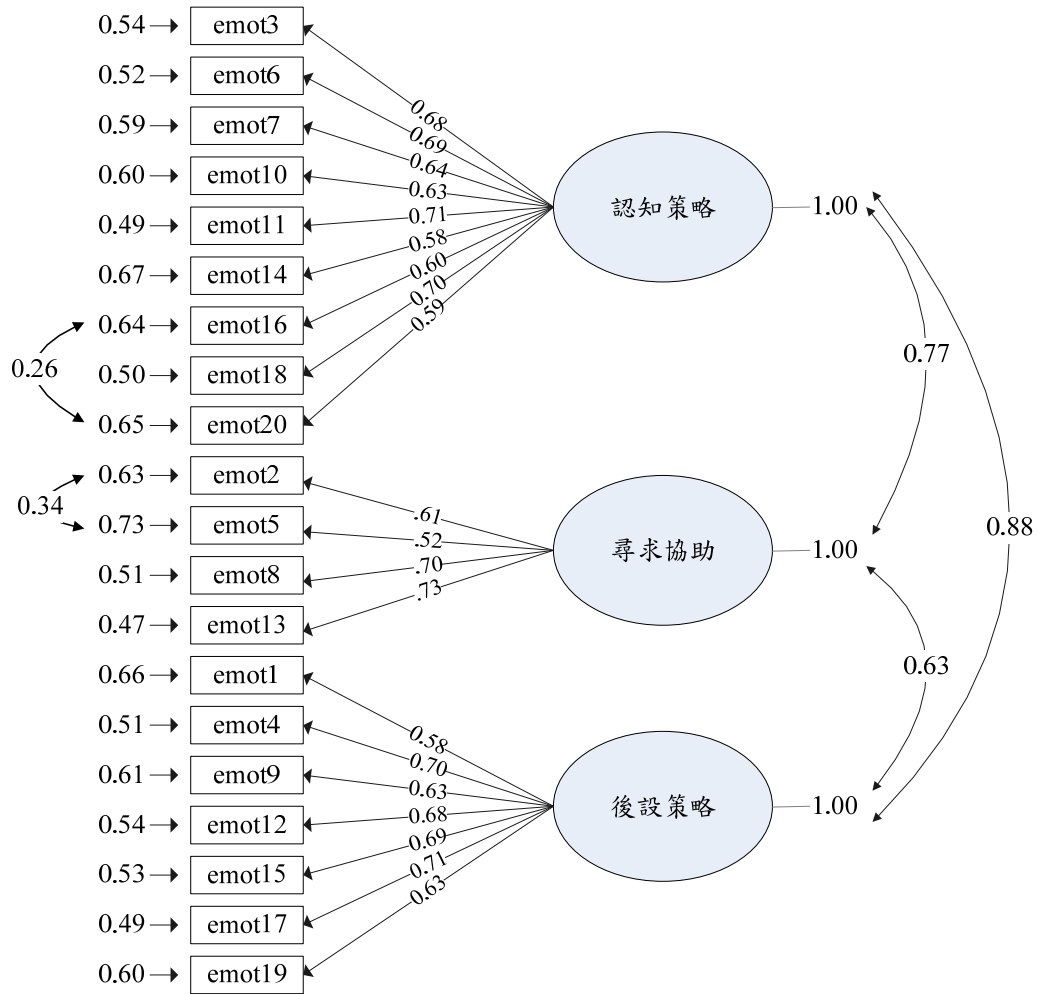 0.54 emot3
0.52 emot6
0.59 emot7
0.60 emot10
0.49 emot11
0.67 emot14
0.64 emot16
0.50 emot18
0.65 emot20
0.63 emot2
0.73 emot5
0.51 emot8
0.47 emot13
0.66 emot1
0.51 emot4
0.61 emot9
0.54 emot12
0.53 emot15
0.49 emot17
0.60 emot19
0.26
0.34
0.68
0.69
0.64
0.63
0.71
0.58
0.60
0.70
0.59
.61
.52
.70
.73
0.58
0.70
0.63
0.68
0.69
0.71
0.63
認知策略 1.00
尋求協助 1.00
後設策略 1.00
0.77
0.88
0.63